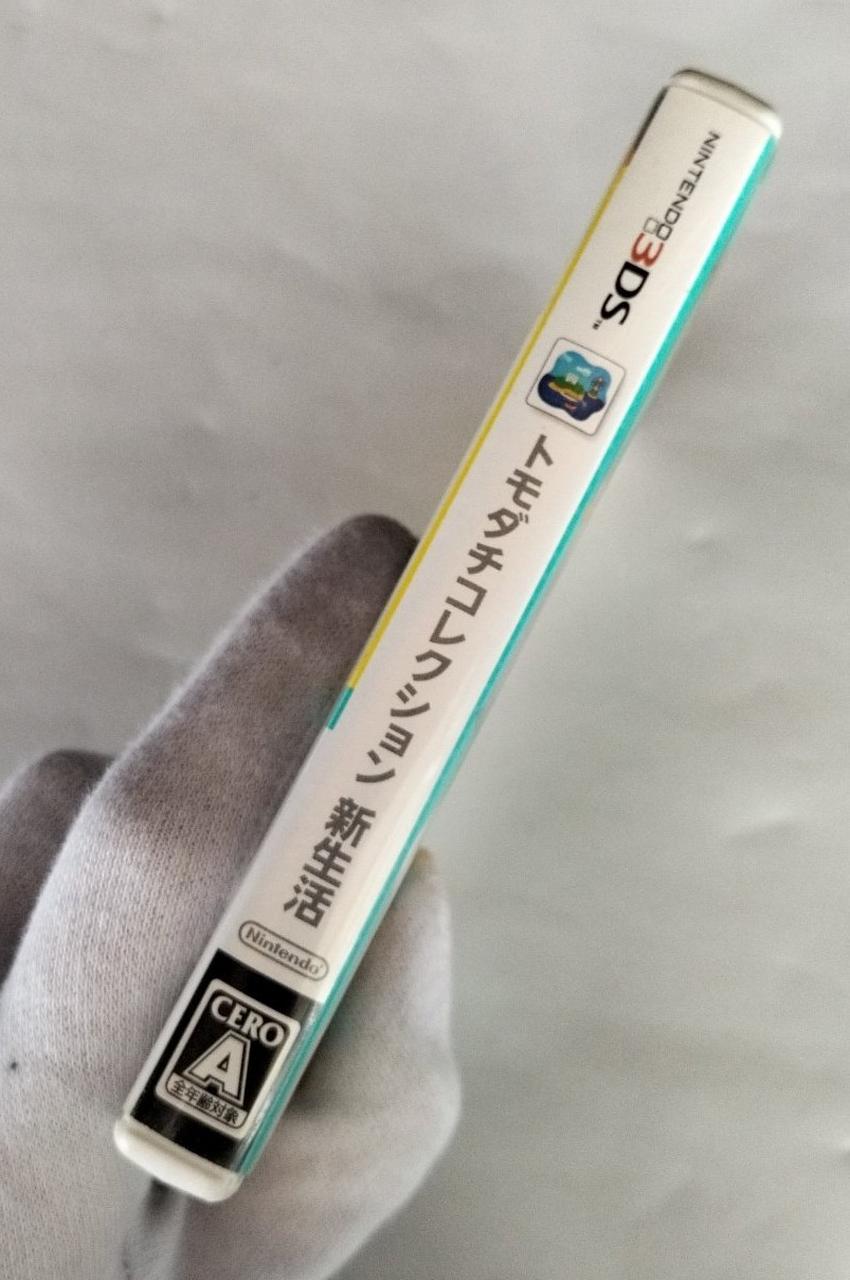 NINTENDO 3DS™
トモダチコレクション 新生活
Nintendo®
CERO
A
全年齢対象